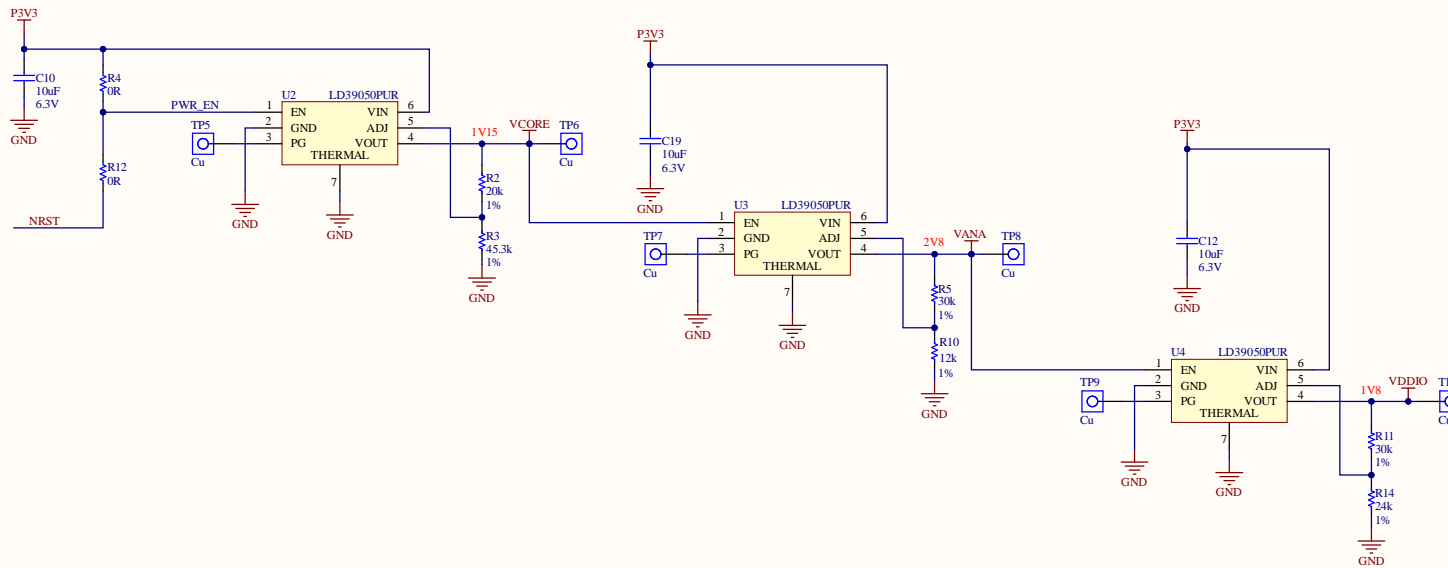 P3V3
C10
10uF
6.3V
GND
R4
0R
PWR_EN
R12
0R
NRST
TP5
Cu
U2
LD39050PUR
1
EN
VIN
6
2
GND
ADJ
5
3
PG
VOUT
4
THERMAL
7
GND
GND
1V15
VCORE
TP6
Cu
R2
20k
1%
R3
45.3k
1%
GND
P3V3
C19
10uF
6.3V
GND
TP7
Cu
U3
LD39050PUR
1
EN
VIN
6
2
GND
ADJ
5
3
PG
VOUT
4
THERMAL
7
GND
GND
2V8
VANA
TP8
Cu
R5
30k
1%
R10
12k
1%
GND
P3V3
C12
10uF
6.3V
GND
TP9
Cu
U4
LD39050PUR
1
EN
VIN
6
2
GND
ADJ
5
3
PG
VOUT
4
THERMAL
7
GND
GND
1V8
VDDIO
R11
30k
1%
R14
24k
1%
GND